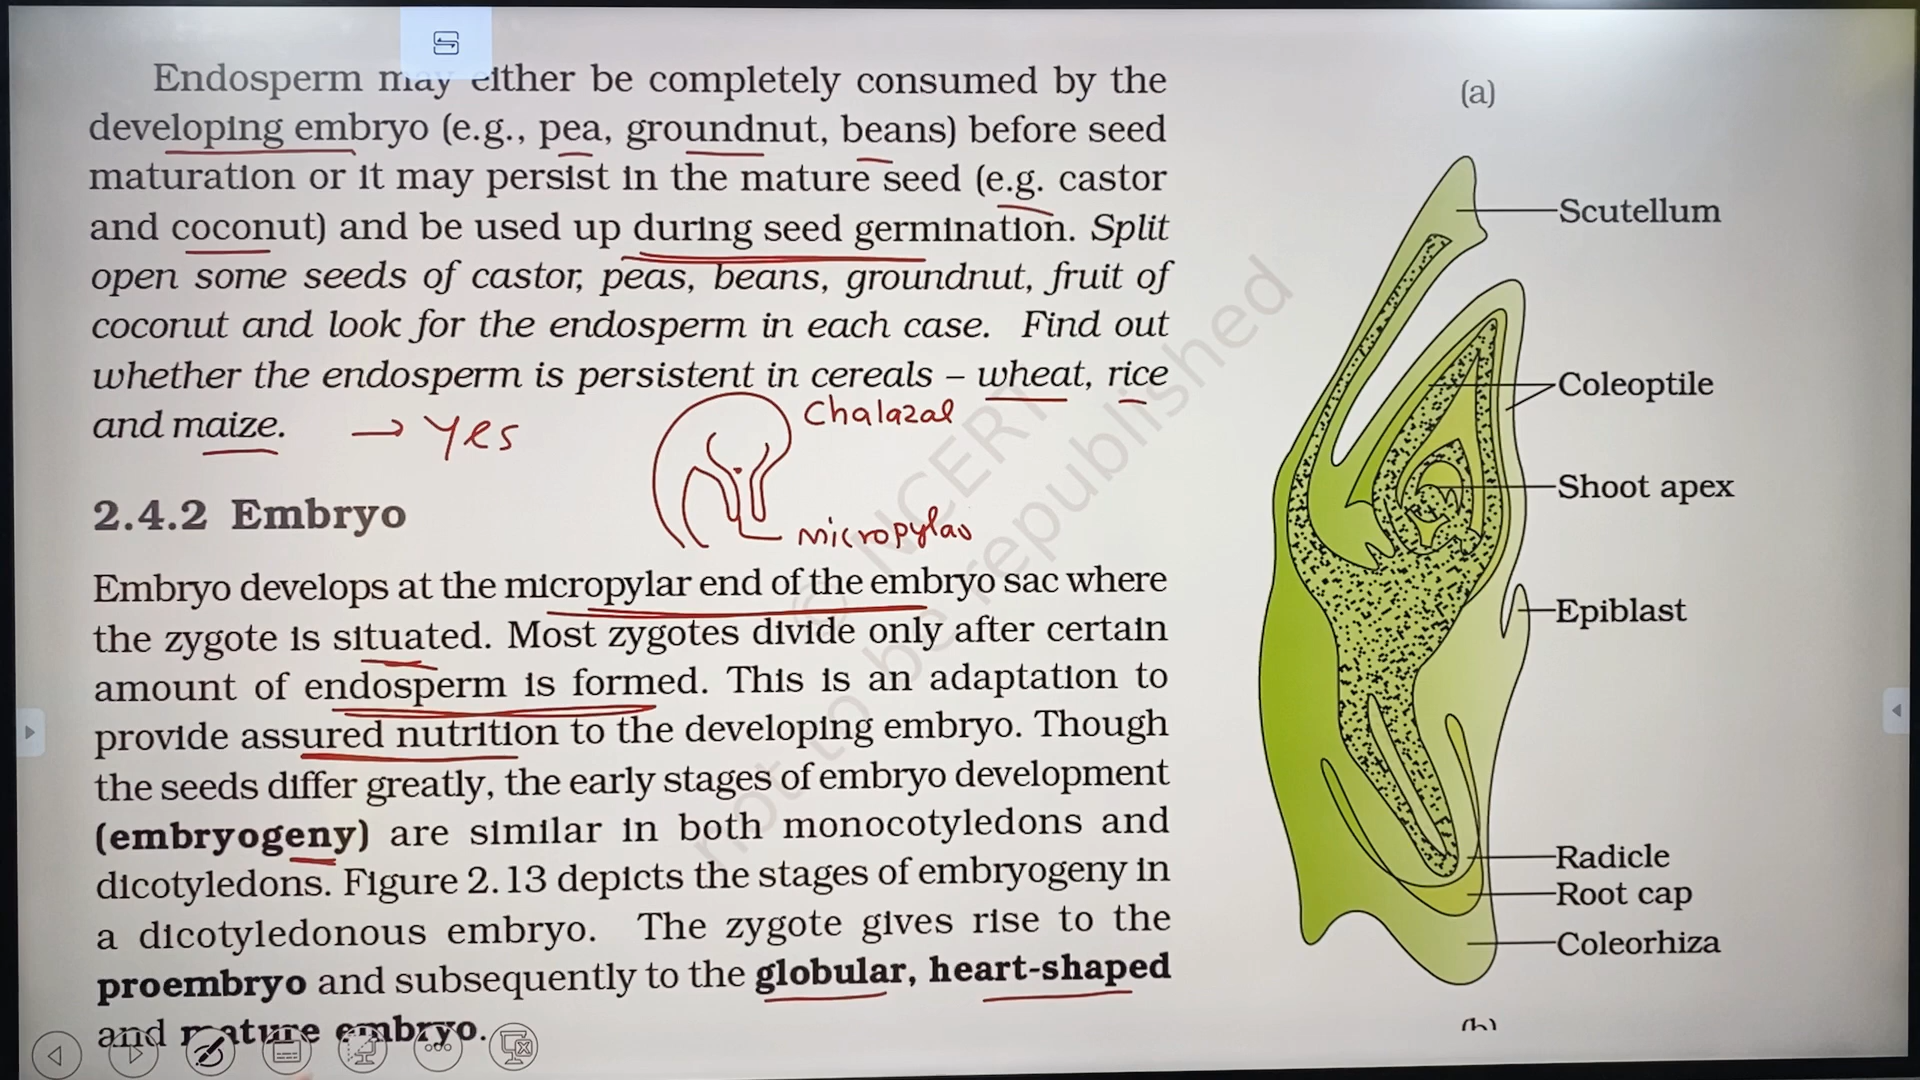 Endosperm may either be completely consumed by the
developing embryo (e.g., pea, groundnut, beans) before seed
maturation or it may persist in the mature seed (e.g. castor
and coconut) and be used up during seed germination. Split
open some seeds of castor, peas, beans, groundnut, fruit of
coconut and look for the endosperm in each case. Find out
whether the endosperm is persistent in cereals – wheat, rice
and maize. → Yes
Chalazal
Micropylar
2.4.2 Embryo
Embryo develops at the micropylar end of the embryo sac where
the zygote is situated. Most zygotes divide only after certain
amount of endosperm is formed. This is an adaptation to
provide assured nutrition to the developing embryo. Though
the seeds differ greatly, the early stages of embryo development
(embryogeny) are similar in both monocotyledons and
dicotyledons. Figure 2.13 depicts the stages of embryogeny in
a dicotyledonous embryo. The zygote gives rise to the
proembryo and subsequently to the globular, heart-shaped
and mature embryo.
© NCERT
not to be republished
(a)
Scutellum
Coleoptile
Shoot apex
Epiblast
Radicle
Root cap
Coleorhiza
(b)